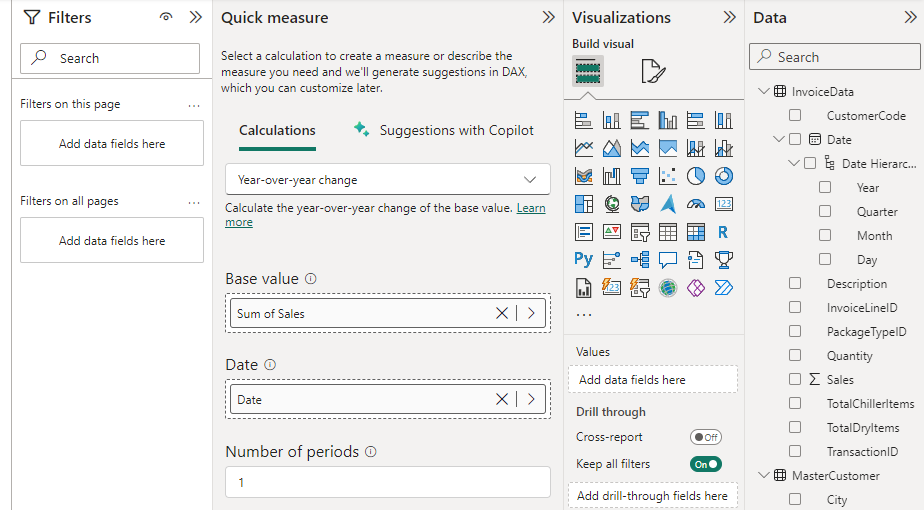 Filters
Search
Filters on this page
...
Add data fields here
Filters on all pages
...
Add data fields here
Quick measure
Select a calculation to create a measure or describe the
measure you need and we'll generate suggestions in DAX,
which you can customize later.
Calculations
Suggestions with Copilot
Year-over-year change
Calculate the year-over-year change of the base value. Learn
more
Base value
Sum of Sales
Date
Date
Number of periods
1
Visualizations
Build visual
123
R
Py
123
...
Values
Add data fields here
Drill through
Cross-report
Off
Keep all filters
On
Add drill-through fields here
Data
Search
InvoiceData
CustomerCode
Date
Date Hierarc...
Year
Quarter
Month
Day
Description
InvoiceLineID
PackageTypeID
Quantity
Σ Sales
TotalChillerItems
TotalDryItems
TransactionID
MasterCustomer
City